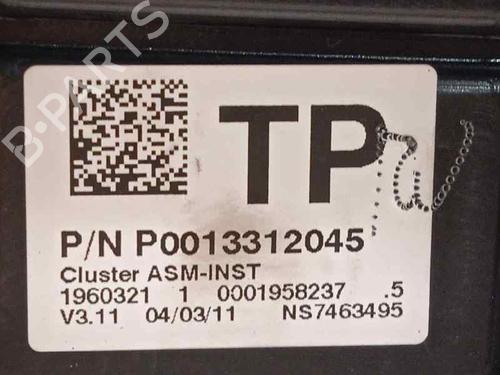 B-PARTS
TP
P/N P0013312045
Cluster ASM-INST
1960321 1 0001958237 .5
V3.11 04/03/11 NS7463495